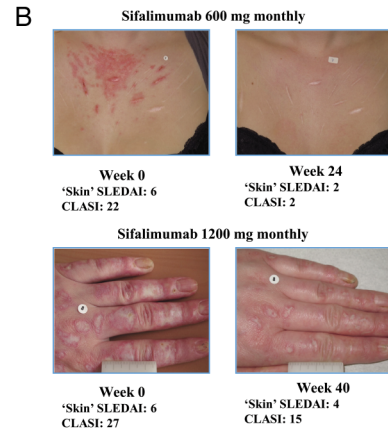 B
Sifalimumab 600 mg monthly
Week 0
'Skin' SLEDAI: 6
CLASI: 22
Week 24
'Skin' SLEDAI: 2
CLASI: 2
Sifalimumab 1200 mg monthly
Week 0
'Skin' SLEDAI: 6
CLASI: 27
Week 40
'Skin' SLEDAI: 4
CLASI: 15